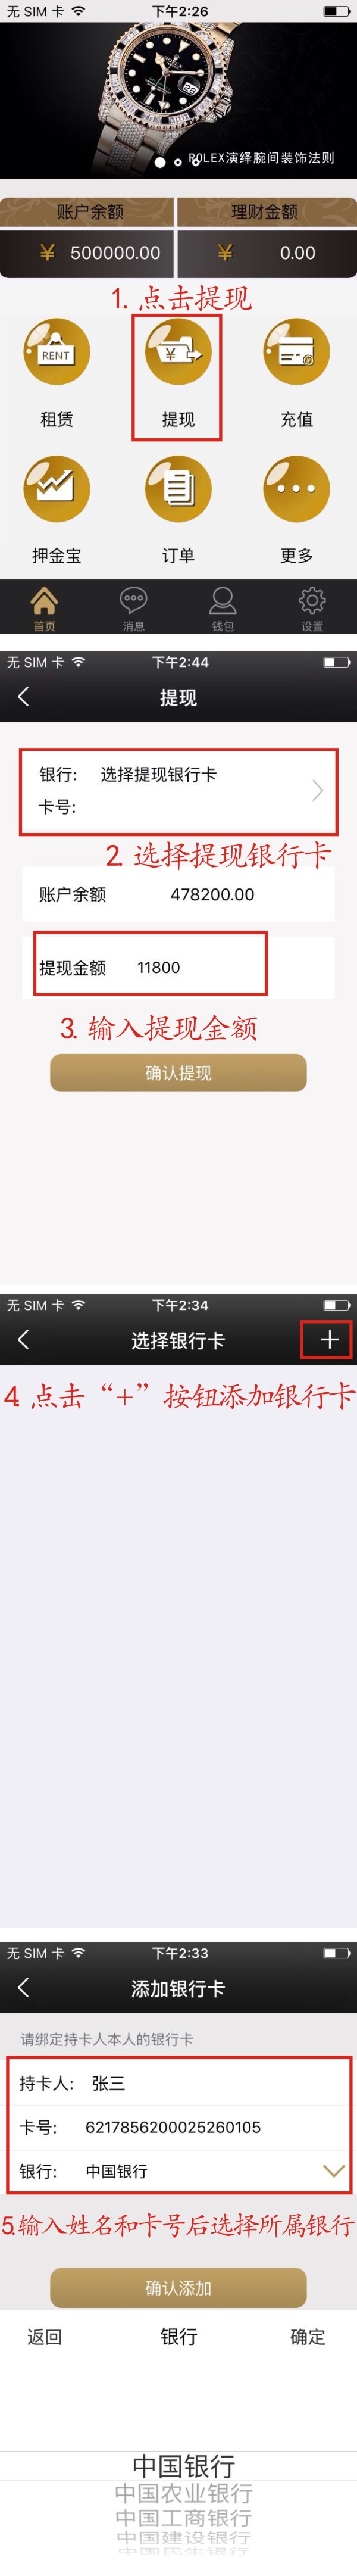 无 SIM 卡 下午2:26
ROLEX
ROLEX演绎腕间装饰法则
账户余额 理财金额
￥ 500000.00 ￥ 0.00
1. 点击提现
RENT ￥
租赁 提现 充值
押金宝 订单 更多
首页 消息 钱包 设置
无 SIM 卡 下午2:44
提现
银行: 选择提现银行卡
卡号:
2. 选择提现银行卡
账户余额 478200.00
提现金额 11800
3. 输入提现金额
确认提现
无 SIM 卡 下午2:34
选择银行卡 +
4. 点击“+”按钮添加银行卡
无 SIM 卡 下午2:33
添加银行卡
请绑定持卡人本人的银行卡
持卡人: 张三
卡号: 6217856200025260105
银行: 中国银行
5.输入姓名和卡号后选择所属银行
确认添加
返回 银行 确定
中国银行
中国农业银行
中国工商银行
中国建设银行
中国民生银行